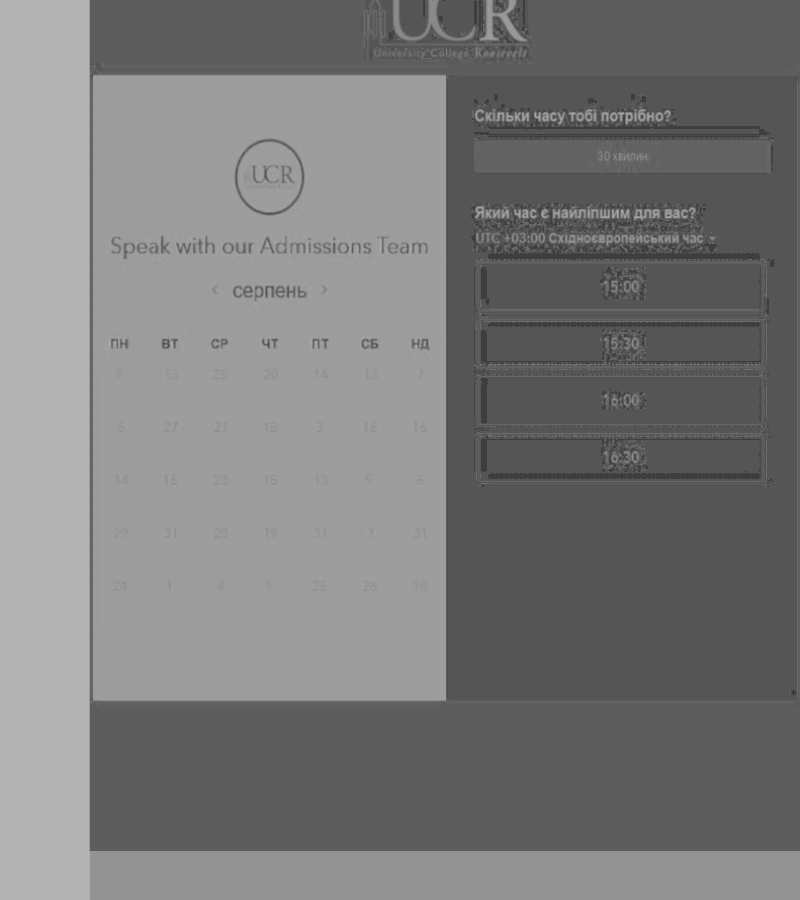 UCR
University College Roosevelt
UCR
Speak with our Admissions Team
‹ серпень ›
ПН ВТ СР ЧТ ПТ СБ НД
5 13 25 20 14 13 7
6 27 21 15 3 16 16
14 16 20 15 13 5 6
29 31 25 19 31 7 31
24 1 4 5 25 26 18
Скільки часу тобі потрібно?
30 хвилин
Який час є найліпшим для вас?
UTC +03:00 Східноєвропейський час
15:00
15:30
16:00
16:30